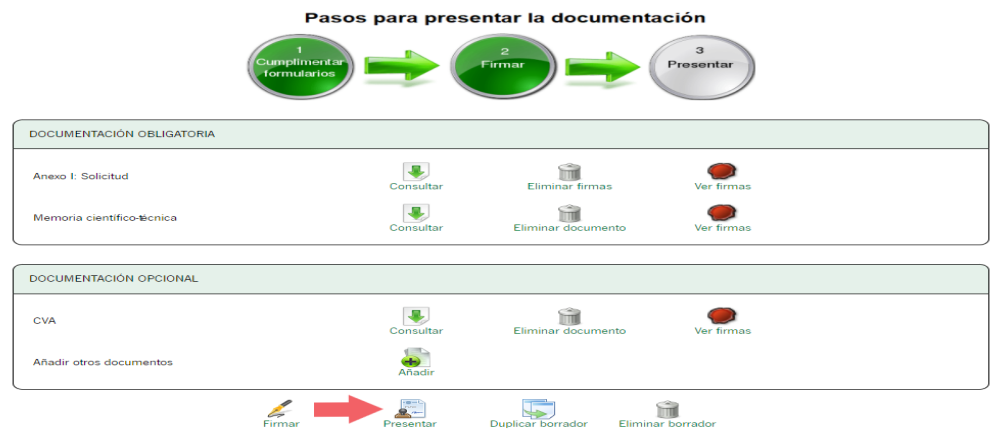 Pasos para presentar la documentación
1
Cumplimentar
formularios
2
Firmar
3
Presentar
DOCUMENTACIÓN OBLIGATORIA
Anexo I: Solicitud
Consultar
Eliminar firmas
Ver firmas
Memoria científico-técnica
Consultar
Eliminar documento
Ver firmas
DOCUMENTACIÓN OPCIONAL
CVA
Consultar
Eliminar documento
Ver firmas
Añadir otros documentos
Añadir
Firmar
Presentar
Duplicar borrador
Eliminar borrador